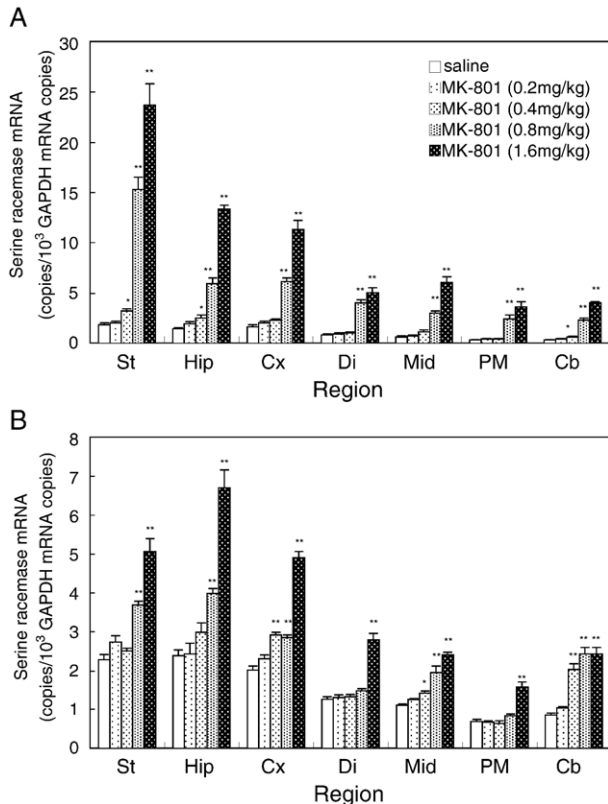 A
Serine racemase mRNA
(copies/10³ GAPDH mRNA copies)
30
25
20
15
10
5
0
saline
MK-801 (0.2mg/kg)
MK-801 (0.4mg/kg)
MK-801 (0.8mg/kg)
MK-801 (1.6mg/kg)
* ** **
* ** **
** **
** **
** **
** **
* ** **
St Hip Cx Di Mid PM Cb
Region
B
Serine racemase mRNA
(copies/10³ GAPDH mRNA copies)
8
7
6
5
4
3
2
1
0
** **
** **
** ** **
**
* ** **
**
** ** **
St Hip Cx Di Mid PM Cb
Region